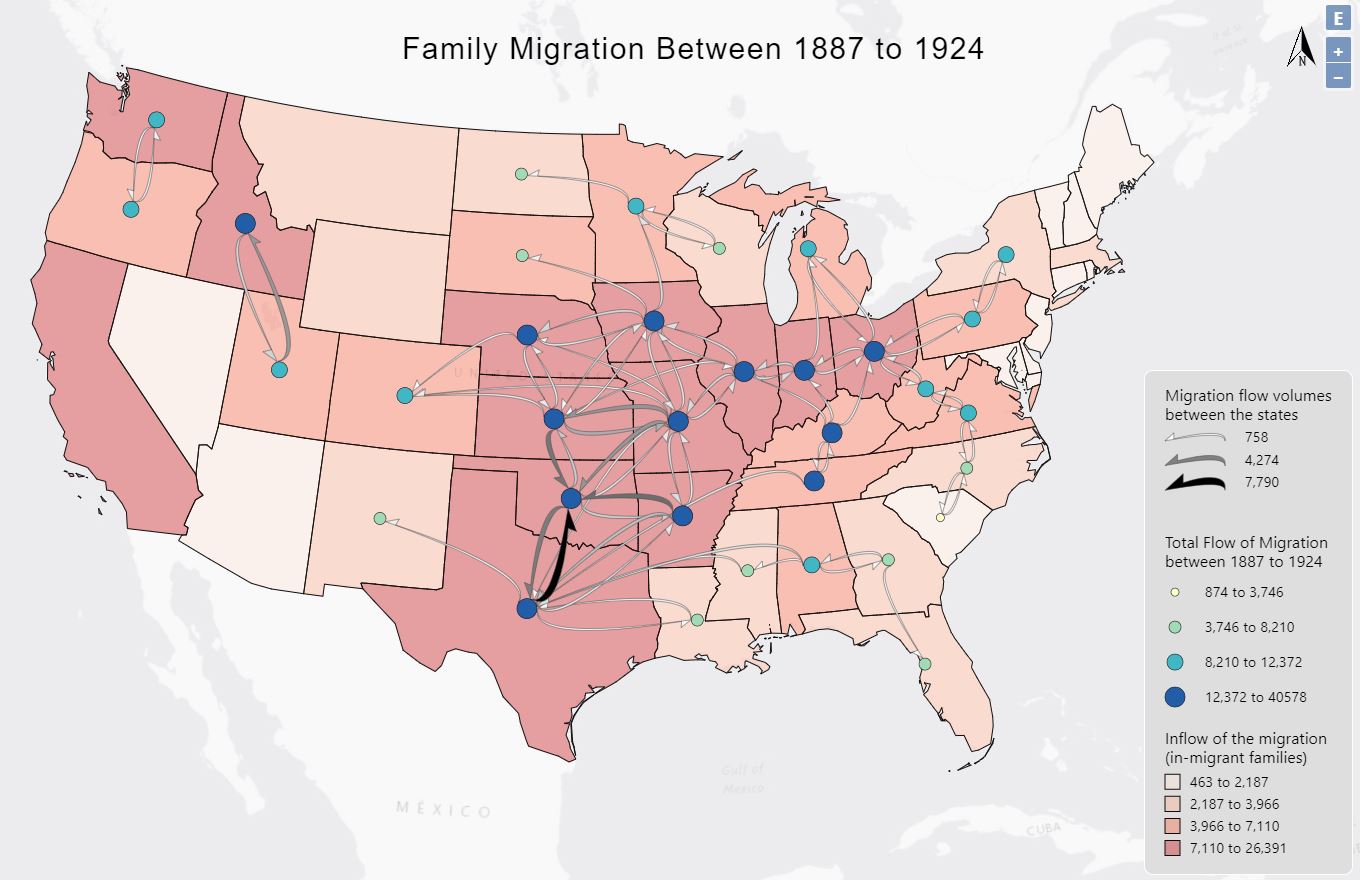 Family Migration Between 1887 to 1924
E
+
−
N
UNITED STATES
Migration flow volumes
between the states
758
4,274
7,790
Total Flow of Migration
between 1887 to 1924
874 to 3,746
3,746 to 8,210
8,210 to 12,372
12,372 to 40578
Inflow of the migration
(in-migrant families)
463 to 2,187
2,187 to 3,966
3,966 to 7,110
7,110 to 26,391
Gulf of
Mexico
MÉXICO
CUBA